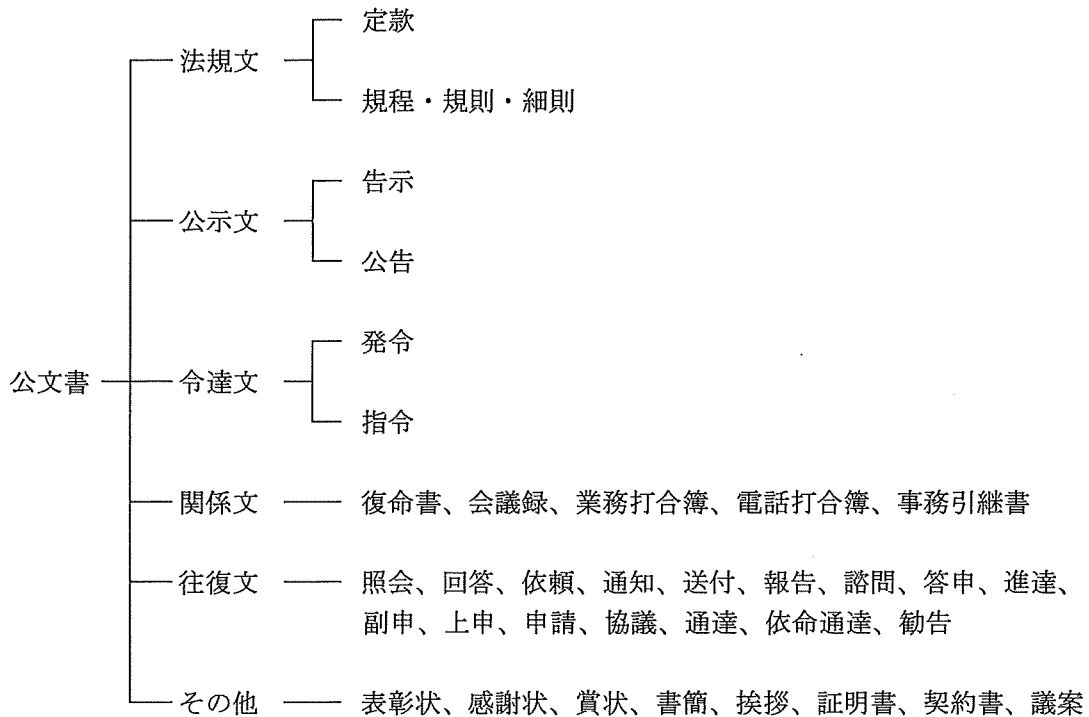 定款
法規文
規程・規則・細則
告示
公示文
公告
発令
公文書 令達文
指令
関係文 復命書、会議録、業務打合簿、電話打合簿、事務引継書
往復文 照会、回答、依頼、通知、送付、報告、諮問、答申、進達、
副申、上申、申請、協議、通達、依命通達、勧告
その他 表彰状、感謝状、賞状、書簡、挨拶、証明書、契約書、議案